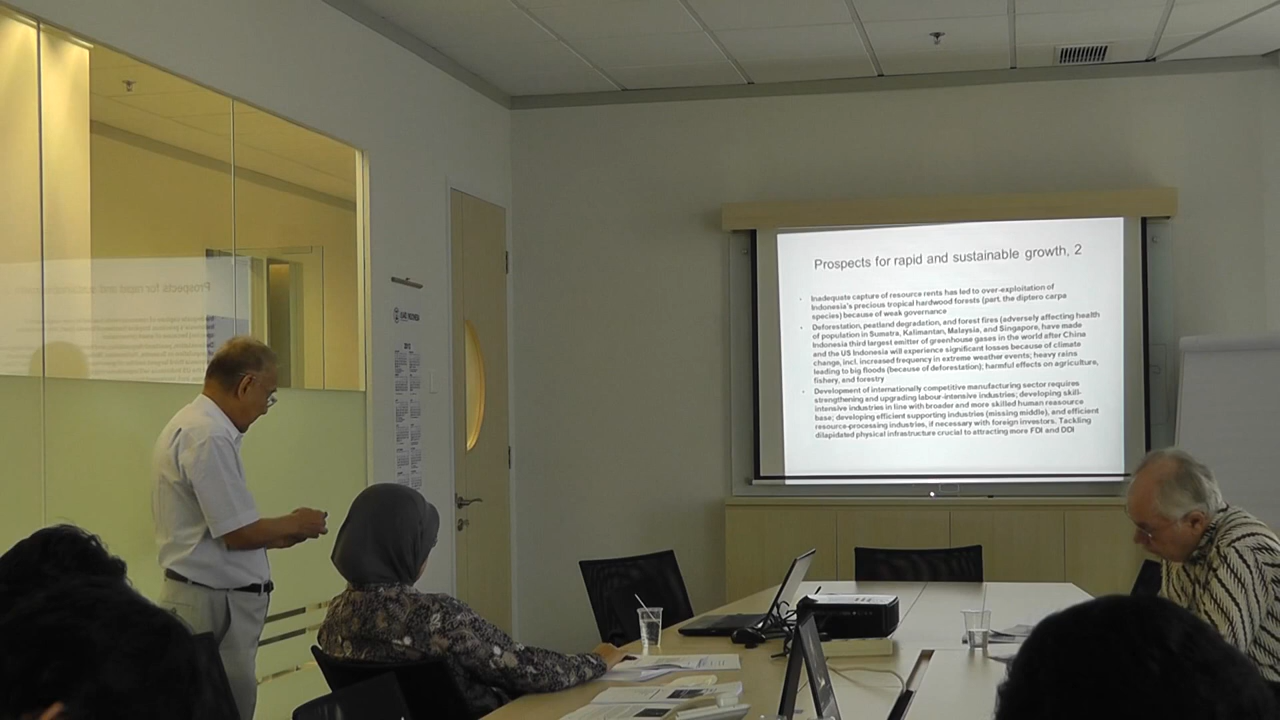 Prospects for rapid and sustainable growth, 2
Inadequate capture of resource rents has led to over-exploitation of
Indonesia's precious tropical hardwood forests (part. the diptero carpa
species) because of weak governance
Deforestation, peatland degradation, and forest fires (adversely affecting health
of population in Sumatra, Kalimantan, Malaysia, and Singapore, have made
Indonesia third largest emitter of greenhouse gases in the world after China
and the US Indonesia will experience significant losses because of climate
change, incl. increased frequency in extreme weather events; heavy rains
leading to big floods (because of deforestation); harmful effects on agriculture,
fishery, and forestry
Development of internationally competitive manufacturing sector requires
strengthening and upgrading labour-intensive industries; developing skill-
intensive industries in line with broader and more skilled human reasource
base; developing efficient supporting industries (missing middle), and efficient
resource-processing industries, if necessary with foreign investors. Tackling
dilapidated physical infrastructure crucial to attracting more FDI and DDI